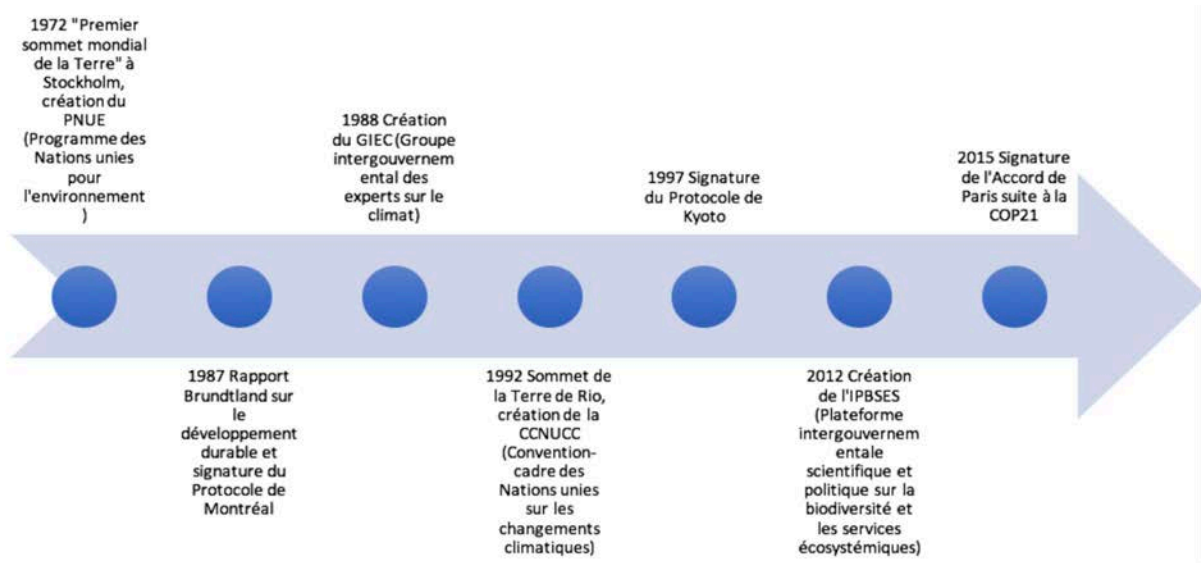 1972 "Premier
sommet mondial
de la Terre" à
Stockholm,
création du
PNUE
(Programme des
Nations unies
pour
l'environnement
)
1987 Rapport
Brundtland sur
le
développement
durable et
signature du
Protocole de
Montréal
1988 Création
du GIEC(Groupe
intergouvernem
ental des
experts sur le
climat)
1992 Sommet de
la Terre de Rio,
création de la
CCNUCC
(Convention-
cadre des
Nations unies
sur les
changements
climatiques)
1997 Signature
du Protocole de
Kyoto
2012 Création
de l'IPBSES
(Plateforme
intergouvernem
entale
scientifique et
politique sur la
biodiversité et
les services
écosystémiques)
2015 Signature
de l'Accord de
Paris suite à la
COP21